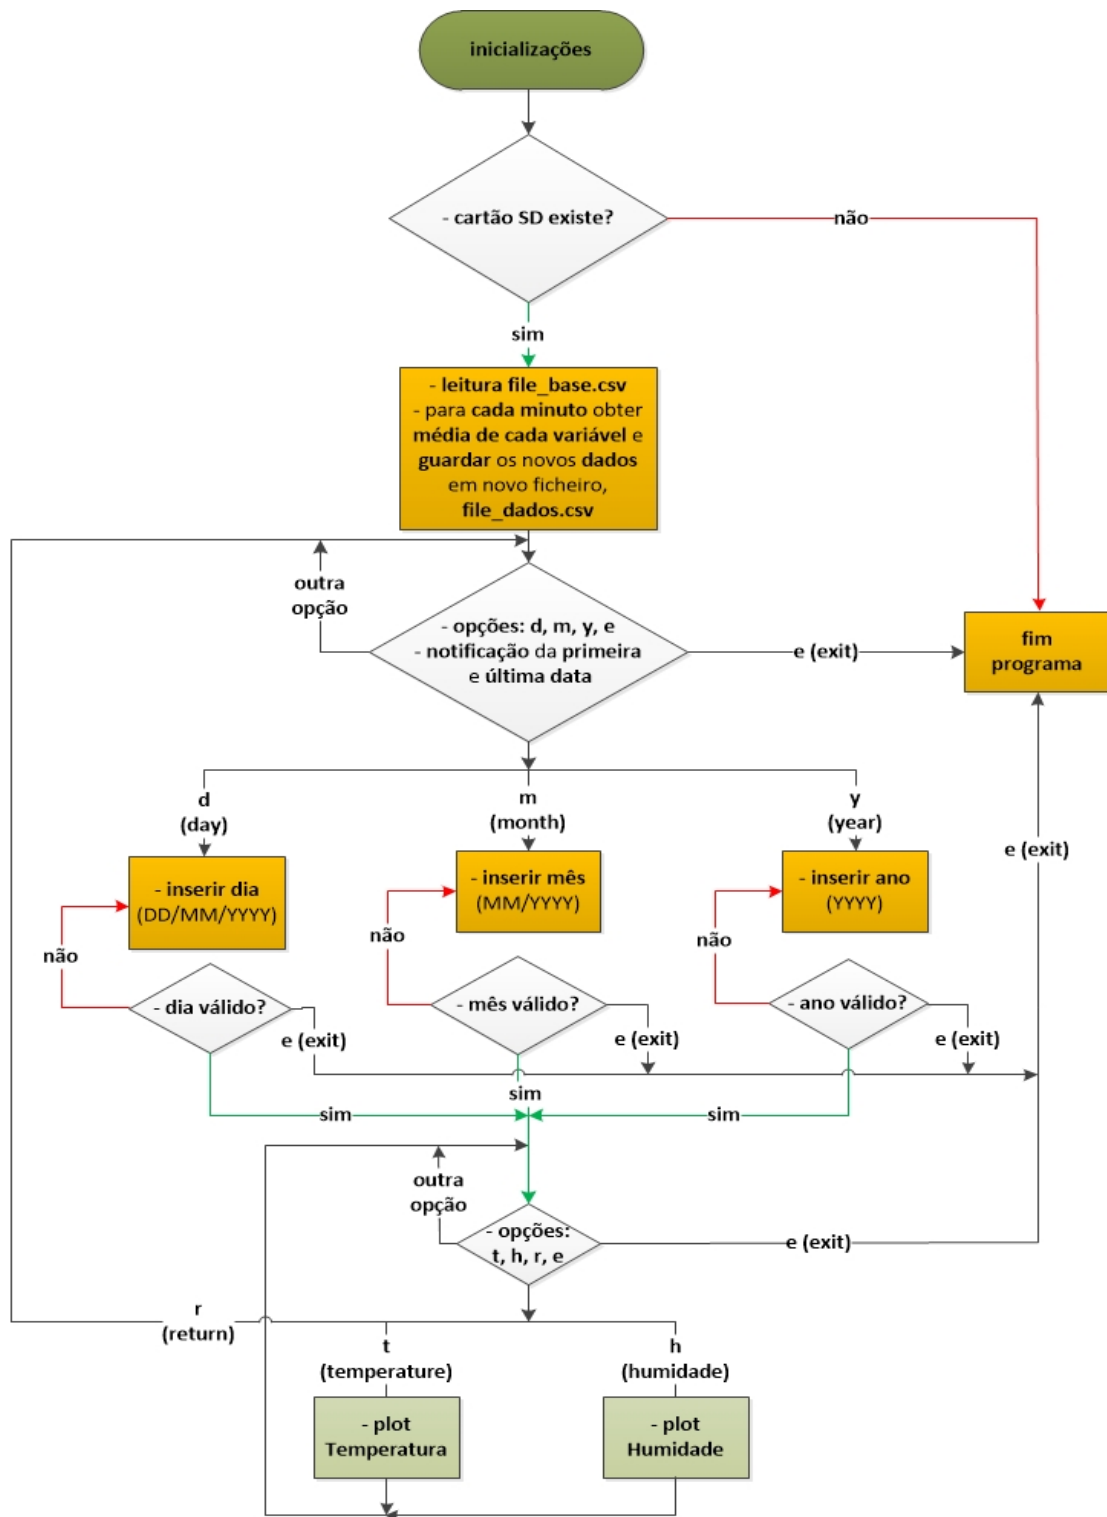 inicializações
- cartão SD existe?
não
sim
- leitura file_base.csv
- para cada minuto obter
média de cada variável e
guardar os novos dados
em novo ficheiro,
file_dados.csv
outra
opção
- opções: d, m, y, e
- notificação da primeira
e última data
e (exit)
fim
programa
d
(day)
m
(month)
y
(year)
e (exit)
- inserir dia
(DD/MM/YYYY)
- inserir mês
(MM/YYYY)
- inserir ano
(YYYY)
não
não
não
- dia válido?
- mês válido?
- ano válido?
e (exit)
e (exit)
e (exit)
sim
sim
sim
outra
opção
- opções:
t, h, r, e
e (exit)
r
(return)
t
(temperature)
h
(humidade)
- plot
Temperatura
- plot
Humidade